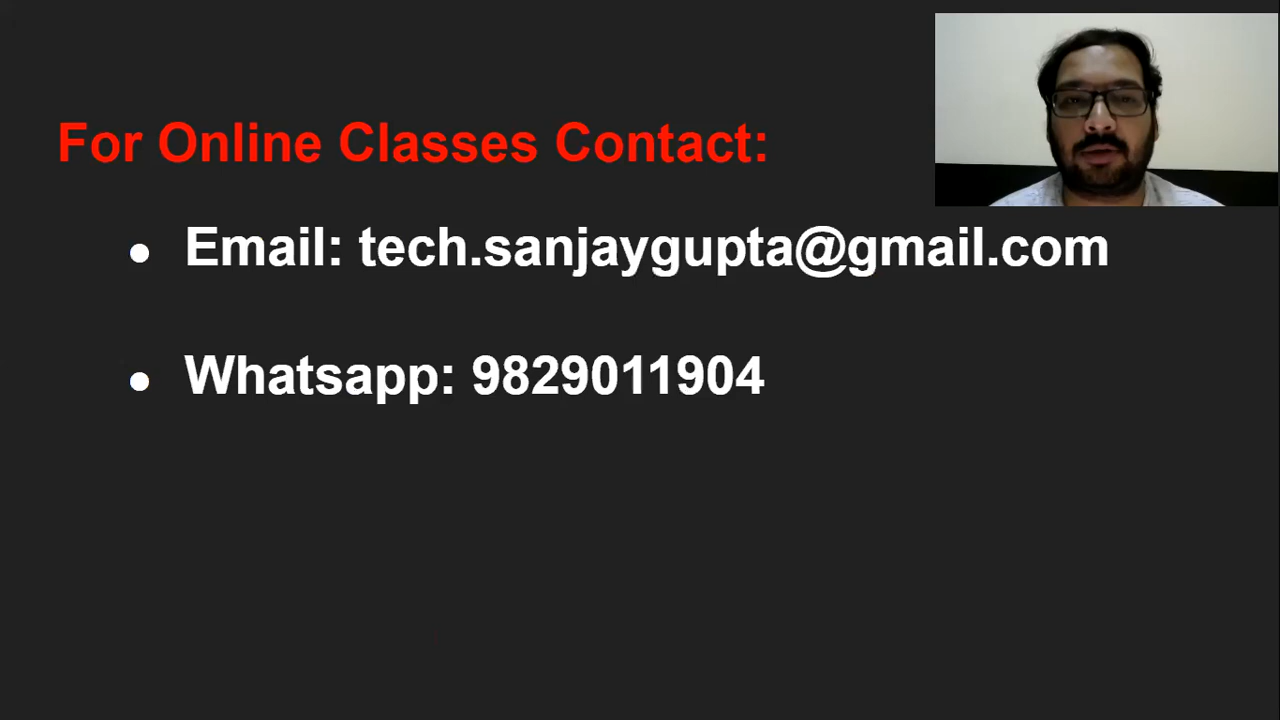 For Online Classes Contact:
● Email: tech.sanjaygupta@gmail.com
● Whatsapp: 9829011904